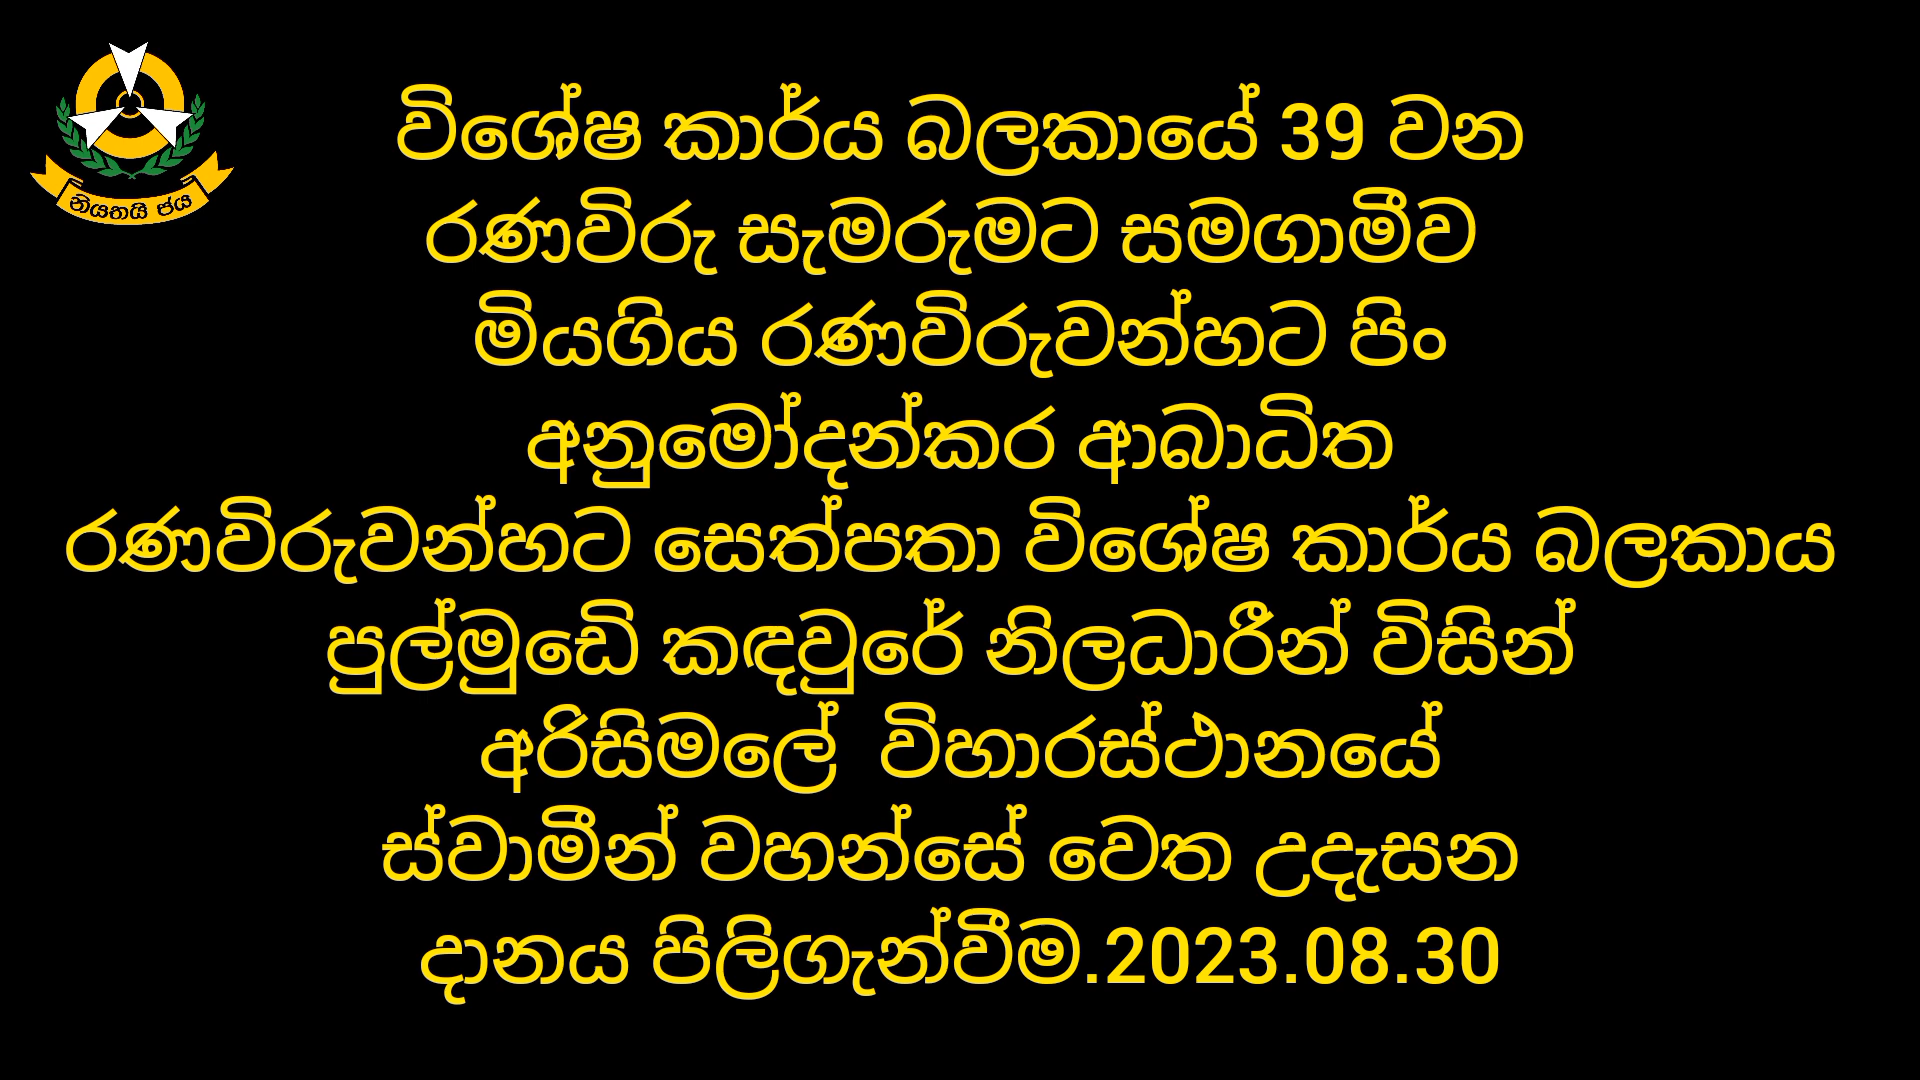 නියතයි ජය
විශේෂ කාර්ය බලකායේ 39 වන
රණවිරු සැමරුමට සමගාමීව
මියගිය රණවිරුවන්හට පිං
අනුමෝදන්කර ආබාධිත
රණවිරුවන්හට සෙත්පතා විශේෂ කාර්ය බලකාය
පුල්මුඩේ කඳවුරේ නිලධාරීන් විසින්
අරිසිමලේ විහාරස්ථානයේ
ස්වාමීන් වහන්සේ වෙත උදැසන
දානය පිලිගැන්වීම.2023.08.30